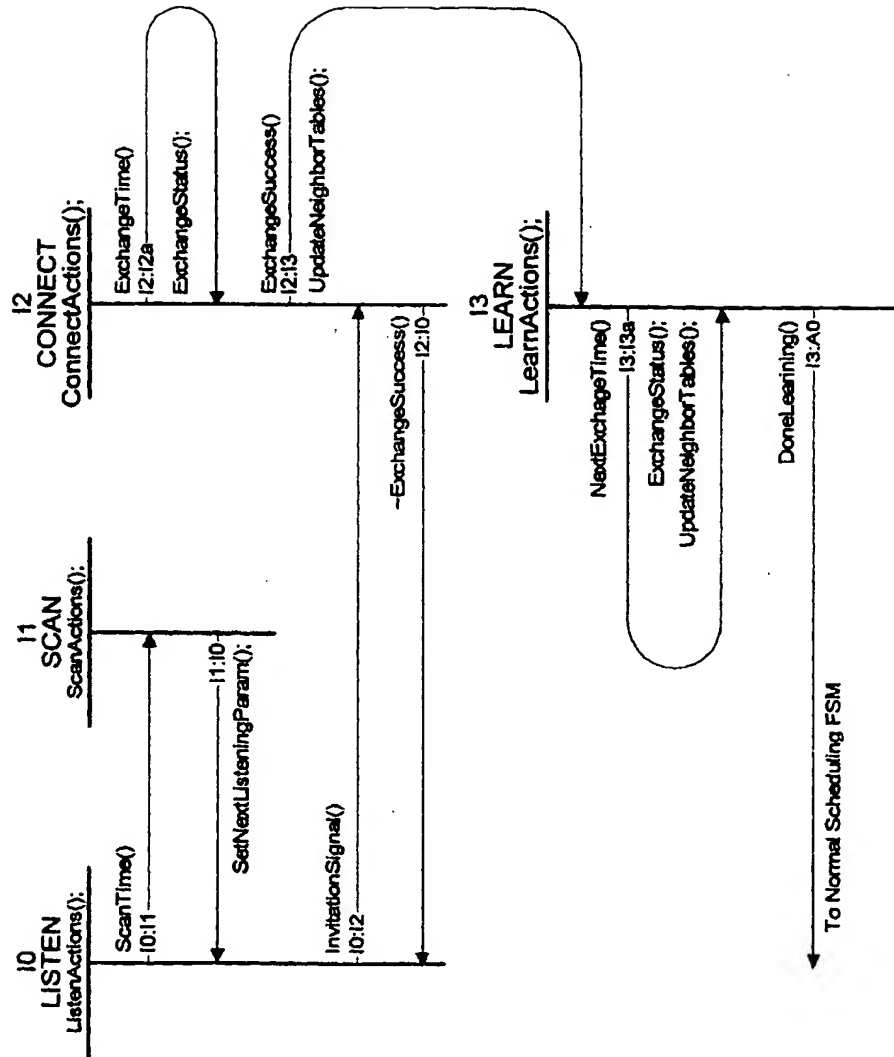 I0
LISTEN
ListenActions();
I1
SCAN
ScanActions();
I2
CONNECT
ConnectActions();
ScanTime()
I0:I1
I1:I0
SetNextListeningParam();
InvitationSignal()
I0:I2
~ExchangeSuccess()
I2:I0
ExchangeTime()
I2:I2a
ExchangeStatus();
ExchangeSuccess()
I2:I3
UpdateNeighborTables();
I3
LEARN
LearnActions();
NextExchageTime()
I3:I3a
ExchangeStatus();
UpdateNeighborTables();
DoneLearining()
I3:A0
To Normal Scheduling FSM